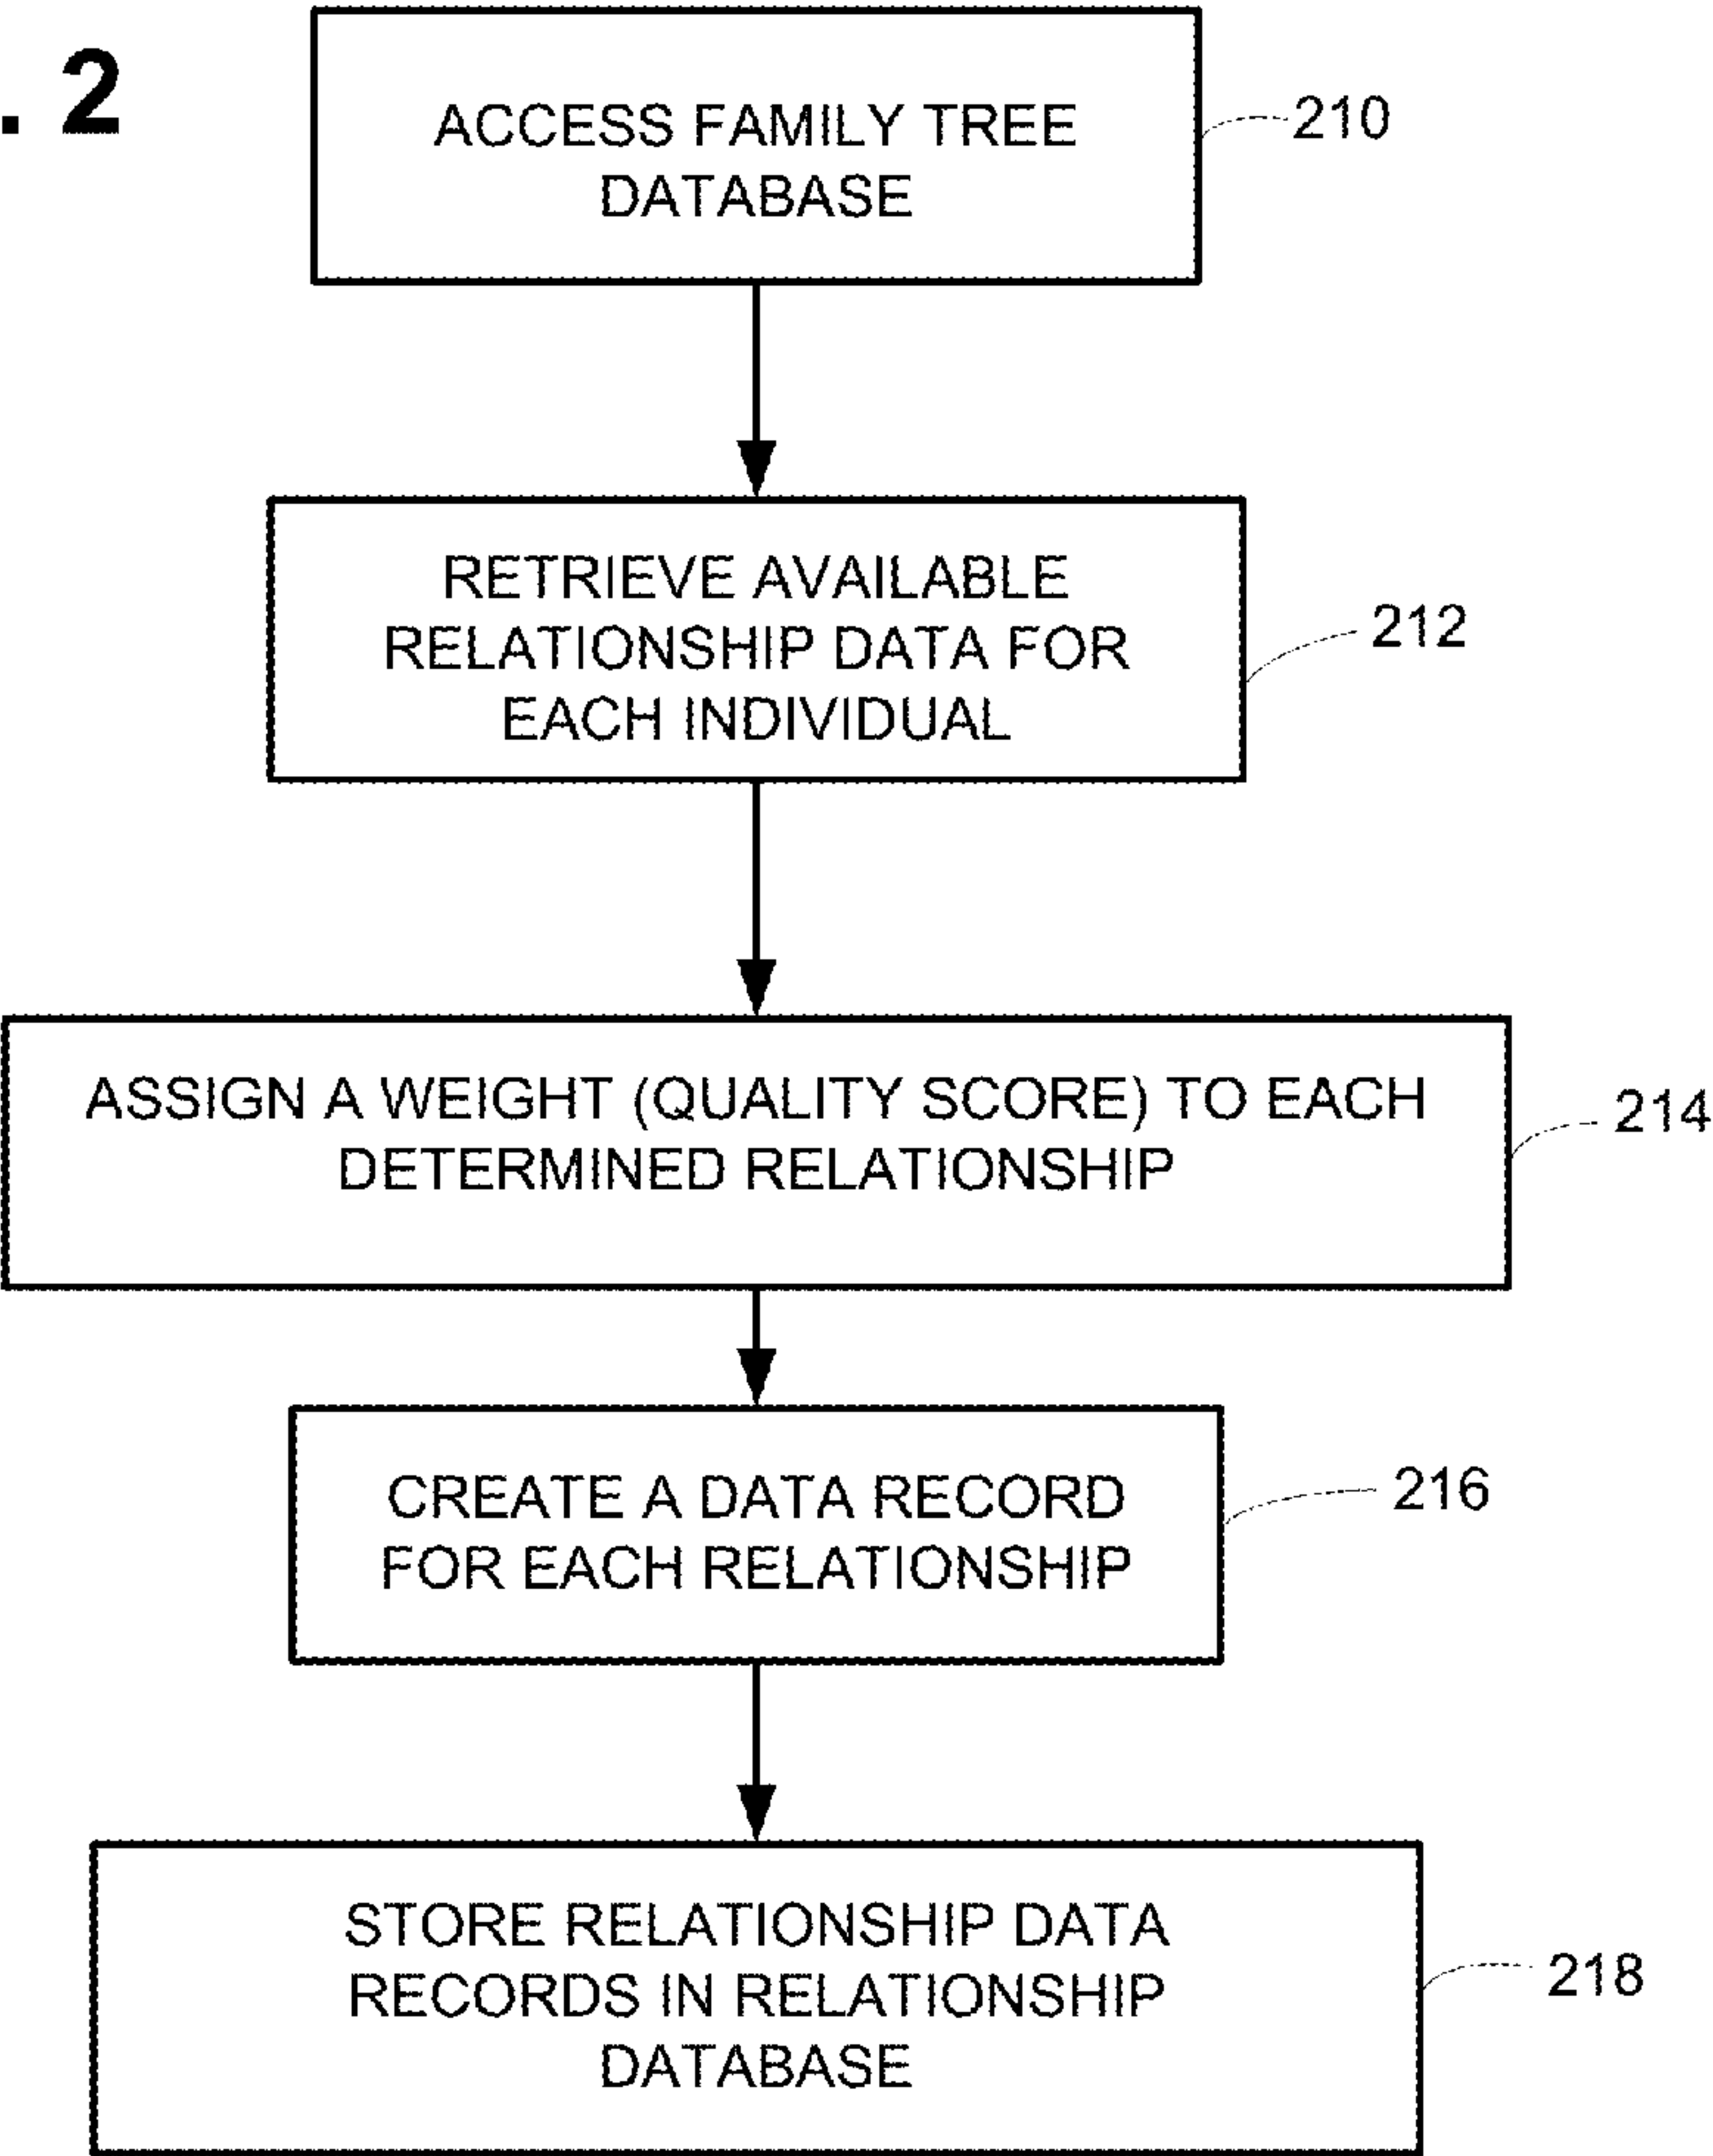 . 2
ACCESS FAMILY TREE
DATABASE
210
RETRIEVE AVAILABLE
RELATIONSHIP DATA FOR
EACH INDIVIDUAL
212
ASSIGN A WEIGHT (QUALITY SCORE) TO EACH
DETERMINED RELATIONSHIP
214
CREATE A DATA RECORD
FOR EACH RELATIONSHIP
216
STORE RELATIONSHIP DATA
RECORDS IN RELATIONSHIP
DATABASE
218